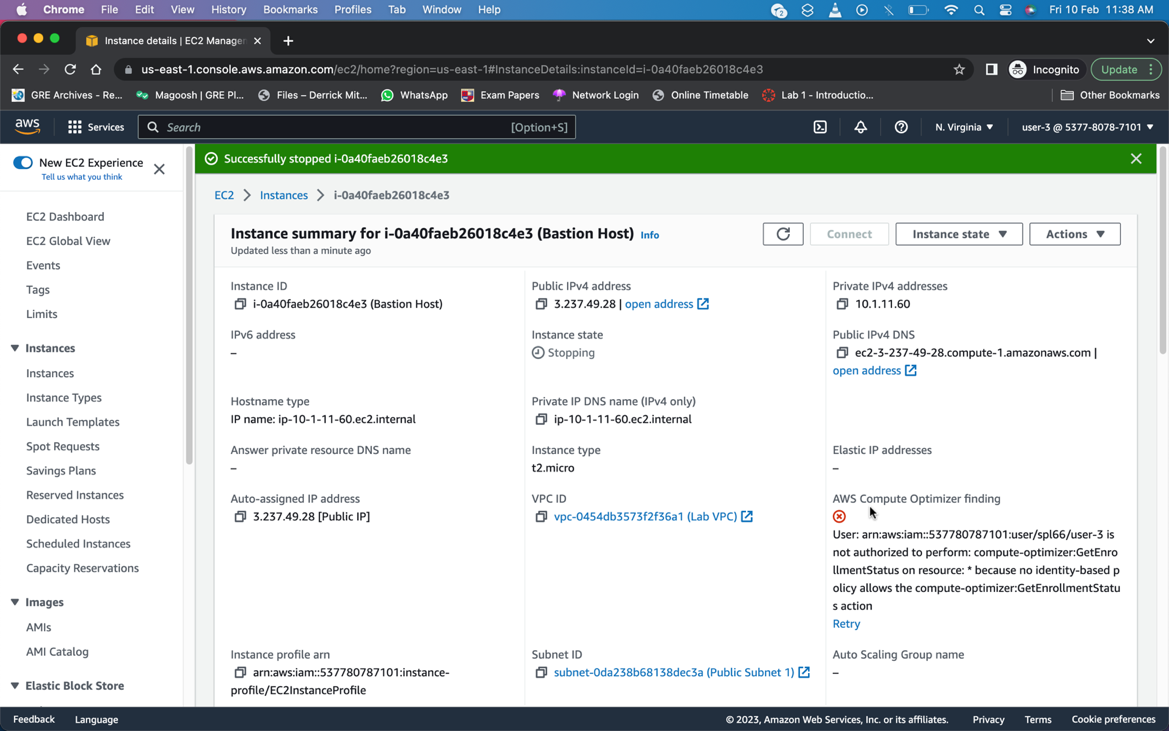 Chrome File Edit View History Bookmarks Profiles Tab Window Help Fri 10 Feb 11:38 AM
Instance details | EC2 Manage
us-east-1.console.aws.amazon.com/ec2/home?region=us-east-1#InstanceDetails:instanceId=i-0a40faeb26018c4e3 Incognito Update
GRE Archives - Re... Magoosh | GRE Pl... Files – Derrick Mit... WhatsApp Exam Papers Network Login Online Timetable Lab 1 - Introductio... Other Bookmarks
aws Services Search [Option+S] N. Virginia user-3 @ 5377-8078-7101
New EC2 Experience
Tell us what you think
EC2 Dashboard
EC2 Global View
Events
Tags
Limits
Instances
Instances
Instance Types
Launch Templates
Spot Requests
Savings Plans
Reserved Instances
Dedicated Hosts
Scheduled Instances
Capacity Reservations
Images
AMIs
AMI Catalog
Elastic Block Store
Successfully stopped i-0a40faeb26018c4e3
EC2 Instances i-0a40faeb26018c4e3
Instance summary for i-0a40faeb26018c4e3 (Bastion Host) Info
Updated less than a minute ago
Connect Instance state Actions
Instance ID
i-0a40faeb26018c4e3 (Bastion Host)
Public IPv4 address
3.237.49.28 | open address
Private IPv4 addresses
10.1.11.60
IPv6 address
–
Instance state
Stopping
Public IPv4 DNS
ec2-3-237-49-28.compute-1.amazonaws.com |
open address
Hostname type
IP name: ip-10-1-11-60.ec2.internal
Private IP DNS name (IPv4 only)
ip-10-1-11-60.ec2.internal
Answer private resource DNS name
–
Instance type
t2.micro
Elastic IP addresses
–
Auto-assigned IP address
3.237.49.28 [Public IP]
VPC ID
vpc-0454db3573f2f36a1 (Lab VPC)
AWS Compute Optimizer finding
User: arn:aws:iam::537780787101:user/spl66/user-3 is
not authorized to perform: compute-optimizer:GetEnro
llmentStatus on resource: * because no identity-based p
olicy allows the compute-optimizer:GetEnrollmentStatu
s action
Retry
Instance profile arn
arn:aws:iam::537780787101:instance-
profile/EC2InstanceProfile
Subnet ID
subnet-0da238b68138dec3a (Public Subnet 1)
Auto Scaling Group name
–
Feedback Language © 2023, Amazon Web Services, Inc. or its affiliates. Privacy Terms Cookie preferences